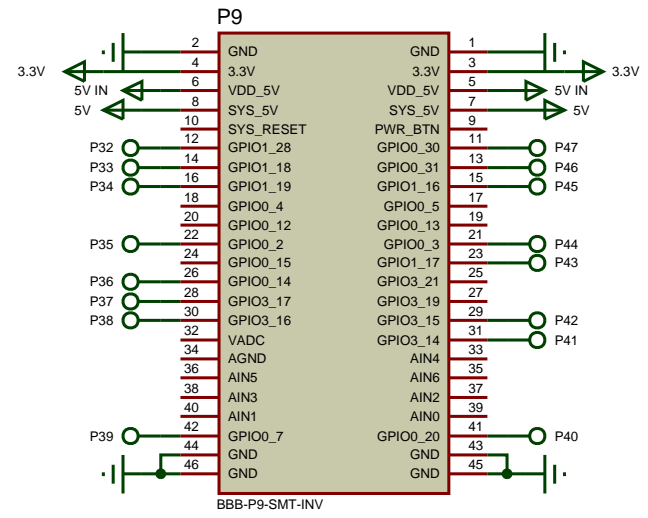 P9
2 GND GND 1
3.3V 4 3.3V 3.3V 3 3.3V
5V IN 6 VDD_5V VDD_5V 5 5V IN
5V 8 SYS_5V SYS_5V 7 5V
10 SYS_RESET PWR_BTN 9
P32 12 GPIO1_28 GPIO0_30 11 P47
P33 14 GPIO1_18 GPIO0_31 13 P46
P34 16 GPIO1_19 GPIO1_16 15 P45
18 GPIO0_4 GPIO0_5 17
20 GPIO0_12 GPIO0_13 19
P35 22 GPIO0_2 GPIO0_3 21 P44
24 GPIO0_15 GPIO1_17 23 P43
P36 26 GPIO0_14 GPIO3_21 25
P37 28 GPIO3_17 GPIO3_19 27
P38 30 GPIO3_16 GPIO3_15 29 P42
32 VADC GPIO3_14 31 P41
34 AGND AIN4 33
36 AIN5 AIN6 35
38 AIN3 AIN2 37
40 AIN1 AIN0 39
P39 42 GPIO0_7 GPIO0_20 41 P40
44 GND GND 43
46 GND GND 45
BBB-P9-SMT-INV